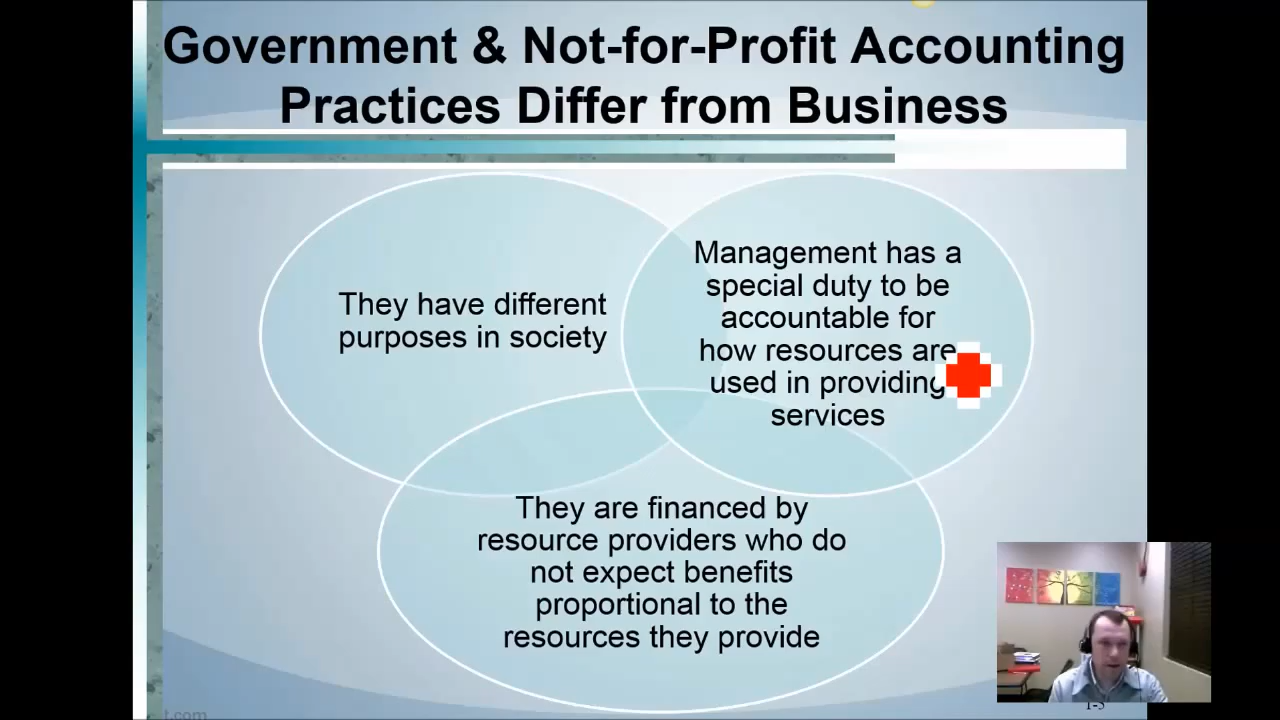 Government & Not-for-Profit Accounting
Practices Differ from Business
They have different
purposes in society
Management has a
special duty to be
accountable for
how resources are
used in providing
services
They are financed by
resource providers who do
not expect benefits
proportional to the
resources they provide
t.com